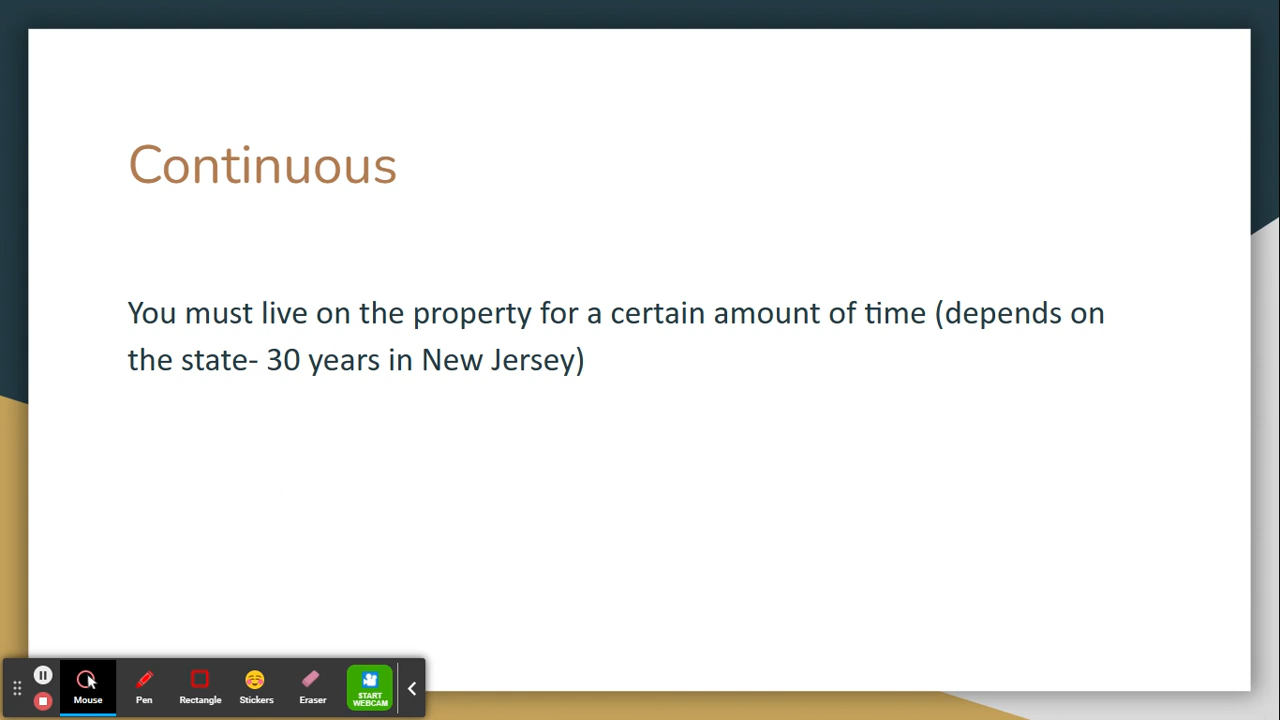 Continuous
You must live on the property for a certain amount of time (depends on
the state- 30 years in New Jersey)
Mouse
Pen
Rectangle
Stickers
Eraser
START
WEBCAM